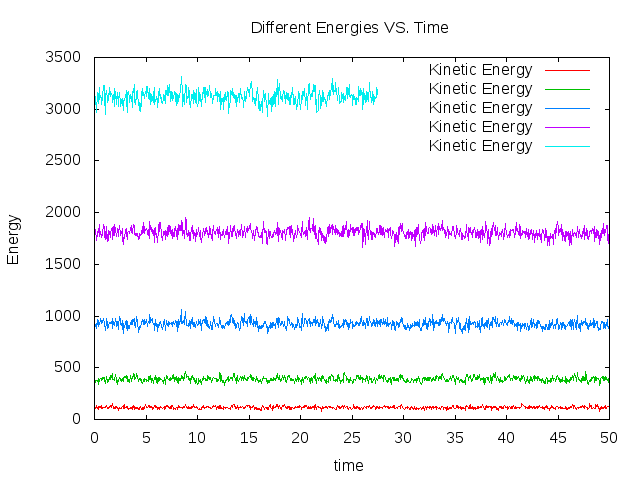 Different Energies VS. Time
3500
3000
2500
2000
1500
1000
500
0
Energy
Kinetic Energy
Kinetic Energy
Kinetic Energy
Kinetic Energy
Kinetic Energy
0 5 10 15 20 25 30 35 40 45 50
time